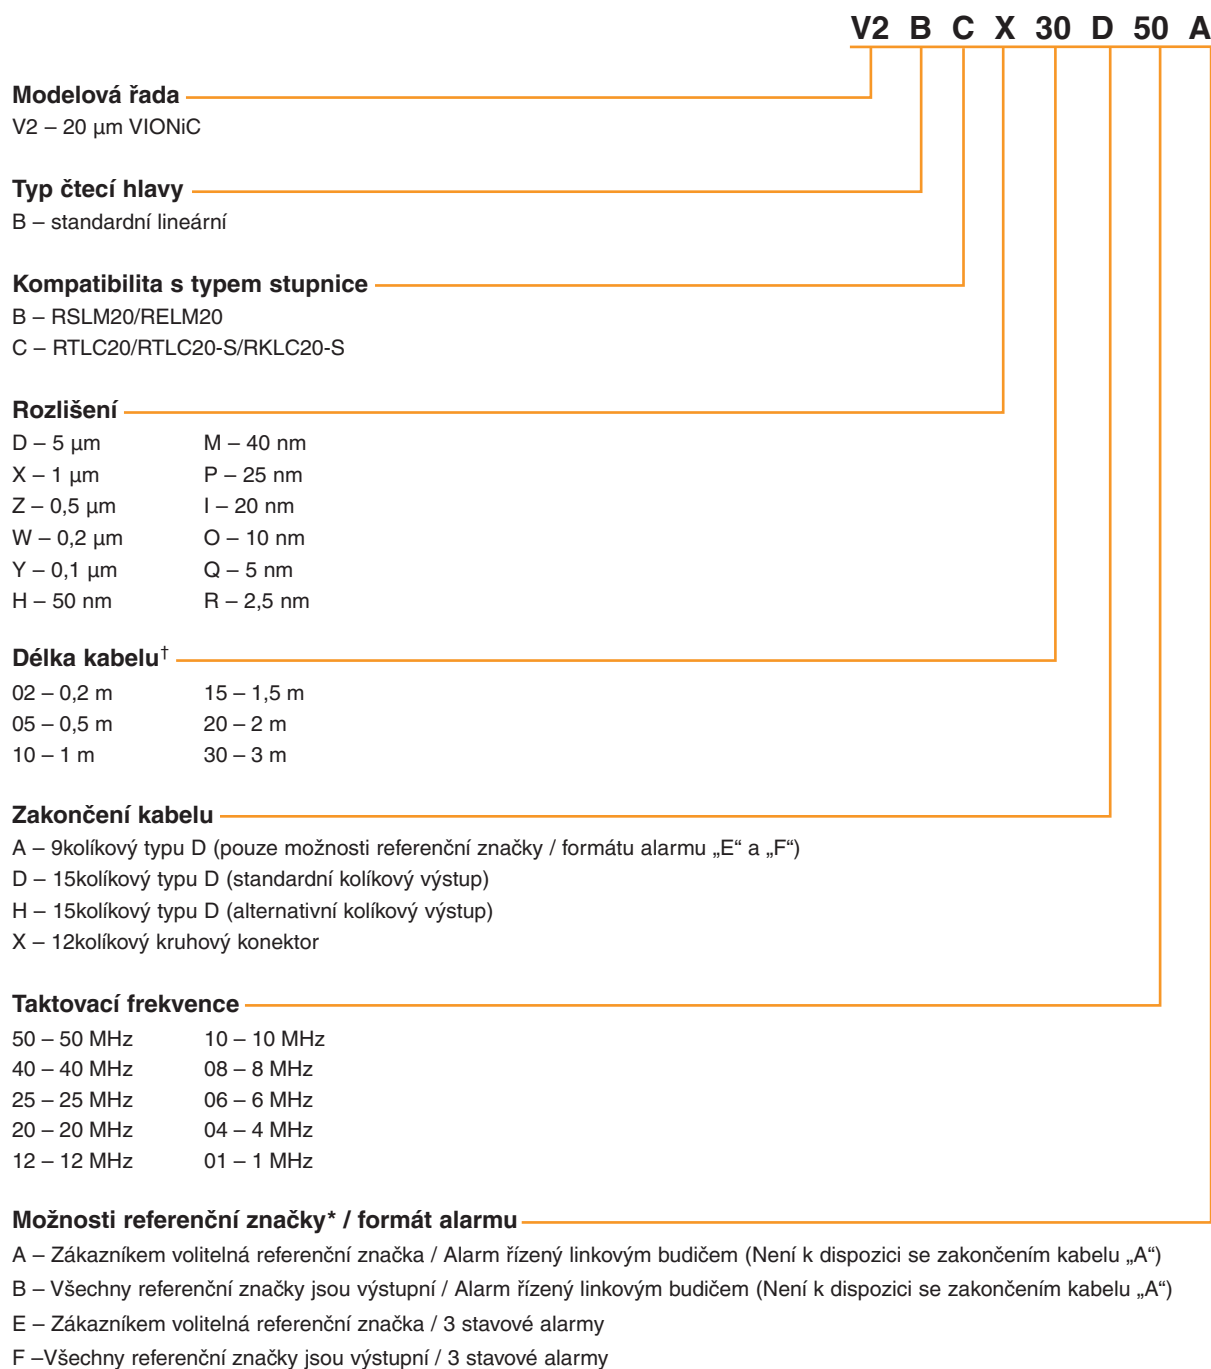 V2 B C X 30 D 50 A
Modelová řada
V2 – 20 µm VIONiC
Typ čtecí hlavy
B – standardní lineární
Kompatibilita s typem stupnice
B – RSLM20/RELM20
C – RTLC20/RTLC20-S/RKLC20-S
Rozlišení
D – 5 µm M – 40 nm
X – 1 µm P – 25 nm
Z – 0,5 µm I – 20 nm
W – 0,2 µm O – 10 nm
Y – 0,1 µm Q – 5 nm
H – 50 nm R – 2,5 nm
Délka kabelu†
02 – 0,2 m 15 – 1,5 m
05 – 0,5 m 20 – 2 m
10 – 1 m 30 – 3 m
Zakončení kabelu
A – 9kolíkový typu D (pouze možnosti referenční značky / formátu alarmu „E“ a „F“)
D – 15kolíkový typu D (standardní kolíkový výstup)
H – 15kolíkový typu D (alternativní kolíkový výstup)
X – 12kolíkový kruhový konektor
Taktovací frekvence
50 – 50 MHz 10 – 10 MHz
40 – 40 MHz 08 – 8 MHz
25 – 25 MHz 06 – 6 MHz
20 – 20 MHz 04 – 4 MHz
12 – 12 MHz 01 – 1 MHz
Možnosti referenční značky* / formát alarmu
A – Zákazníkem volitelná referenční značka / Alarm řízený linkovým budičem (Není k dispozici se zakončením kabelu „A“)
B – Všechny referenční značky jsou výstupní / Alarm řízený linkovým budičem (Není k dispozici se zakončením kabelu „A“)
E – Zákazníkem volitelná referenční značka / 3 stavové alarmy
F –Všechny referenční značky jsou výstupní / 3 stavové alarmy